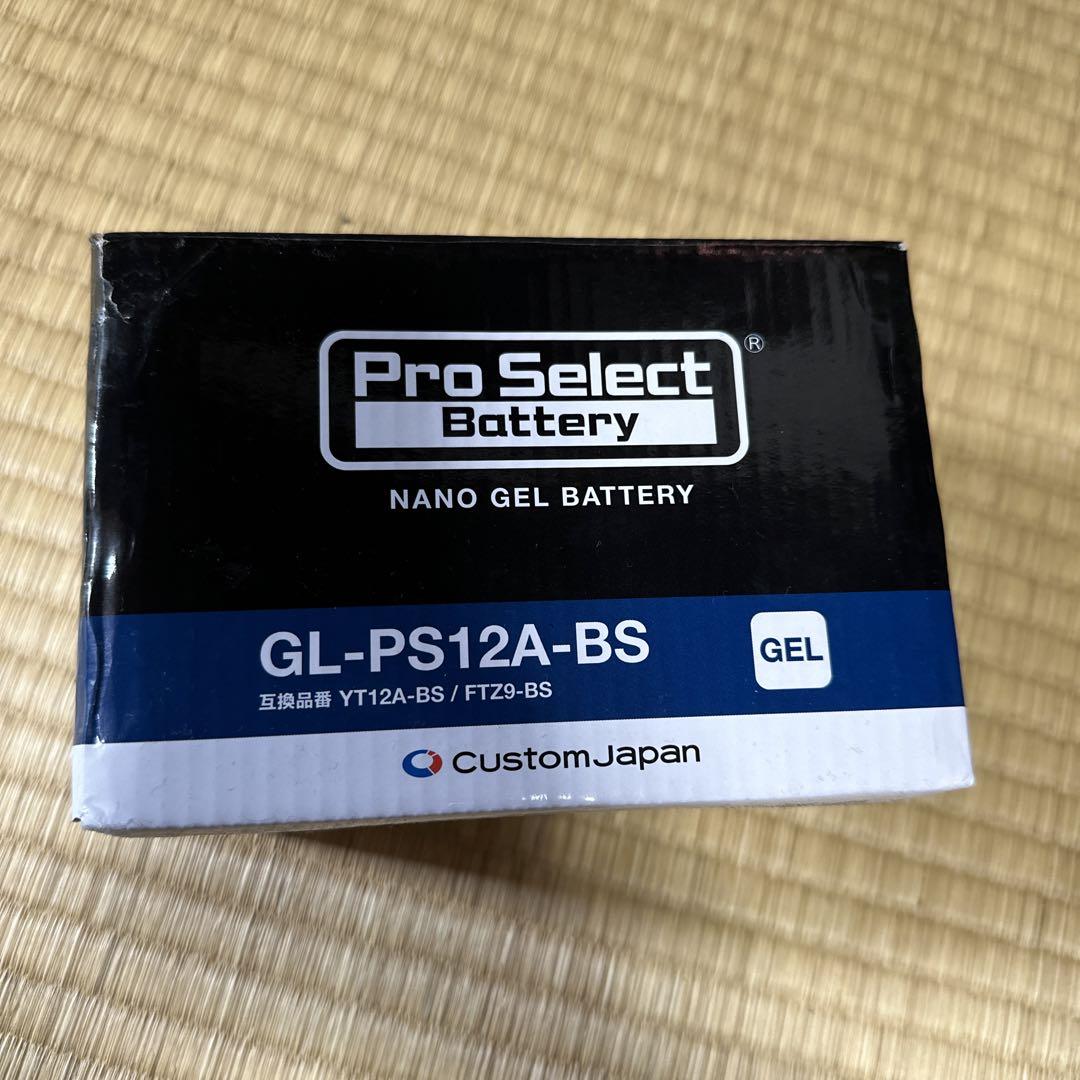 Pro Select
Battery
®
NANO GEL BATTERY
GL-PS12A-BS
互換品番 YT12A-BS / FTZ9-BS
GEL
CustomJapan